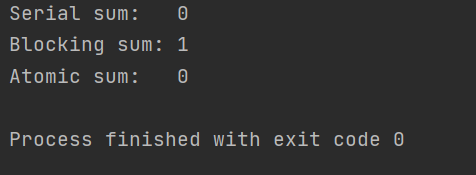 Serial sum:   0
Blocking sum: 1
Atomic sum:   0
Process finished with exit code 0